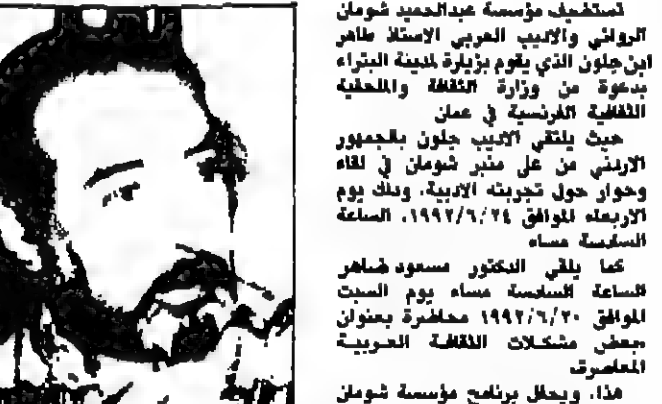 تستضيف مؤسسة عبدالحميد شومان
الروائي والاديب العربي الاستاذ طاهر
ابن جلون الذي يقوم بزيارة لمدينة البتراء
بدعوة من وزارة الثقافة والملحقية
الثقافية الفرنسية في عمان
حيث يلتقي الاديب جلون بالجمهور
الاردني من على منبر شومان في لقاء
وحوار حول تجربته الادبية، وذلك يوم
الاربعاء الموافق ١٩٩٢/٦/٢٤، الساعة
السادسة مساء
كما يلقي الدكتور مسعود ضاهر
الساعة السادسة مساء يوم السبت
الموافق ١٩٩٢/٦/٢٠ محاضرة بعنوان
«بعض مشكلات الثقافة العربية
المعاصرة»
هذا، ويحفل برنامج مؤسسة شومان